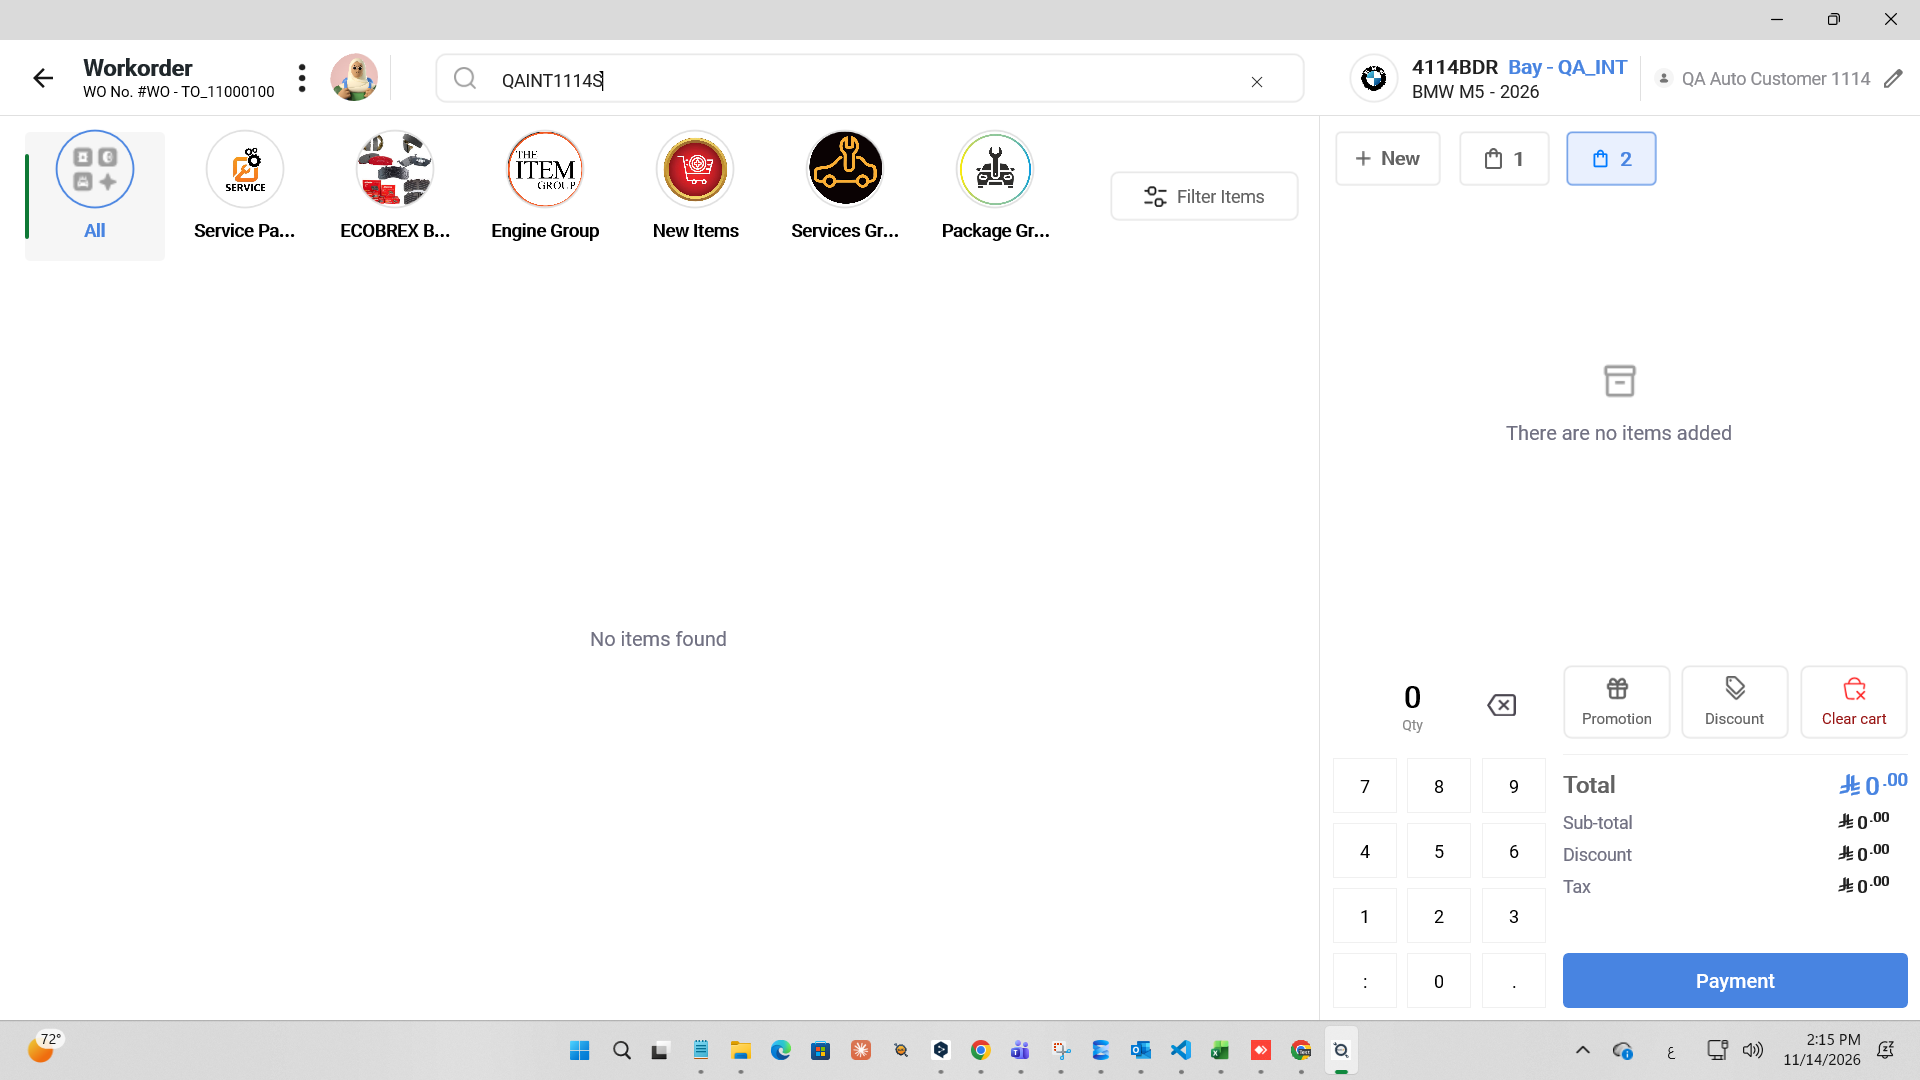 Workorder
WO No. #WO - TO_11000100
QAINT1114S
4114BDR Bay - QA_INT
BMW M5 - 2026
QA Auto Customer 1114
All
SERVICE
Service Pa...
ECOBREX B...
THE
ITEM
GROUP
Engine Group
New Items
Services Gr...
Package Gr...
Filter Items
New
1
2
There are no items added
No items found
0
Qty
Promotion
Discount
Clear cart
7 8 9
4 5 6
1 2 3
: 0 .
Total 0.00
Sub-total 0.00
Discount 0.00
Tax 0.00
Payment
72°
ع
2:15 PM
11/14/2026